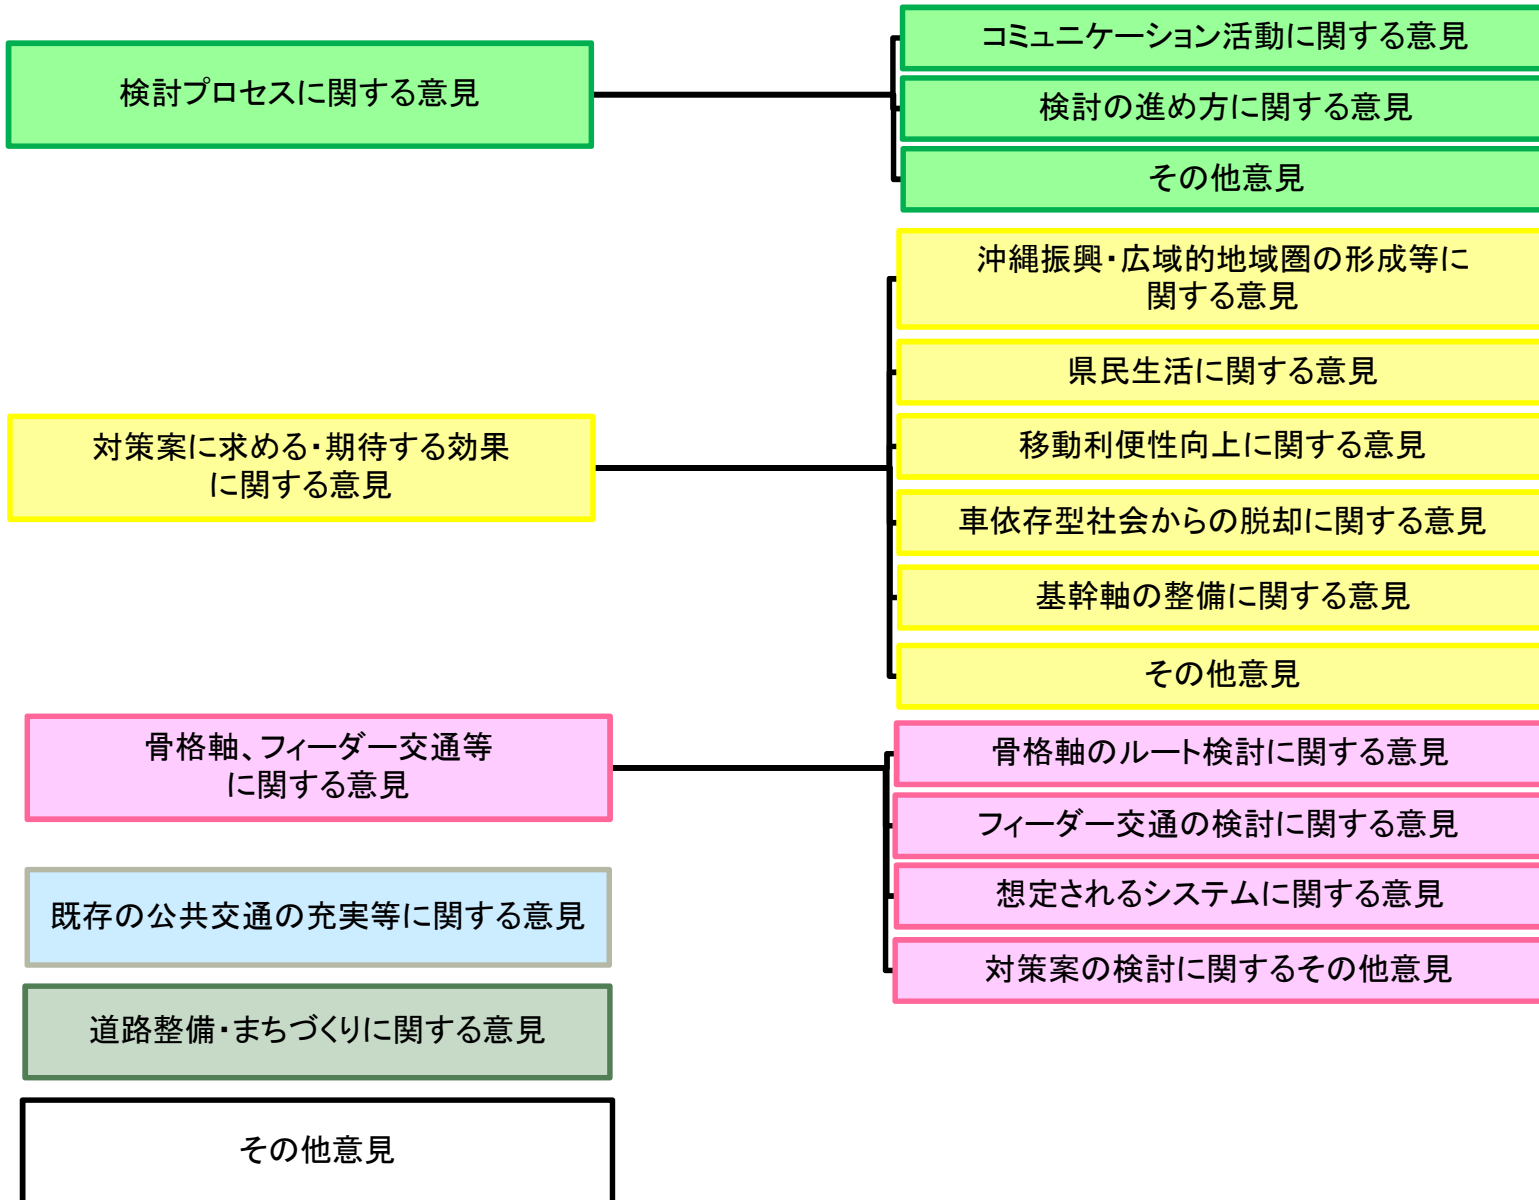 検討プロセスに関する意見
コミュニケーション活動に関する意見
検討の進め方に関する意見
その他意見
対策案に求める・期待する効果
に関する意見
沖縄振興・広域的地域圏の形成等に
関する意見
県民生活に関する意見
移動利便性向上に関する意見
車依存型社会からの脱却に関する意見
基幹軸の整備に関する意見
その他意見
骨格軸、フィーダー交通等
に関する意見
骨格軸のルート検討に関する意見
フィーダー交通の検討に関する意見
想定されるシステムに関する意見
対策案の検討に関するその他意見
既存の公共交通の充実等に関する意見
道路整備・まちづくりに関する意見
その他意見